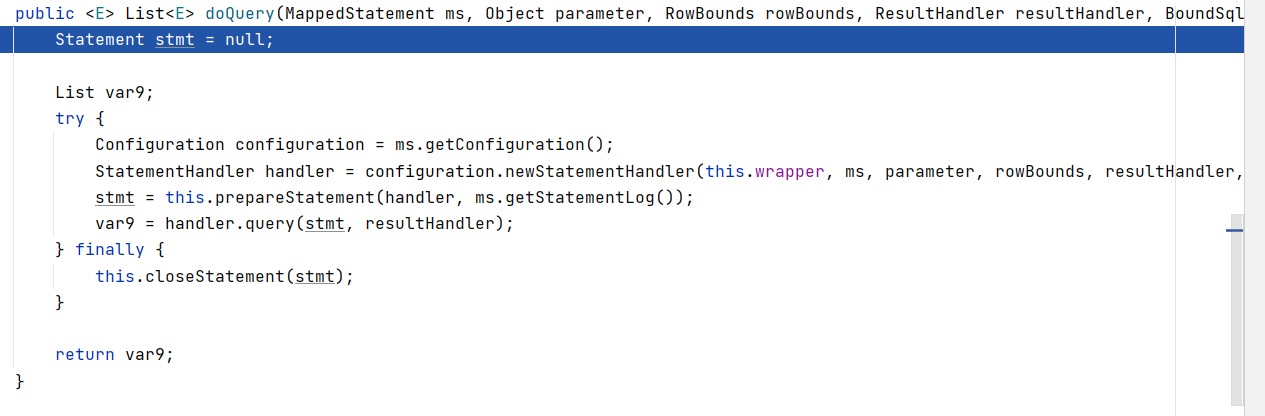 public <E> List<E> doQuery(MappedStatement ms, Object parameter, RowBounds rowBounds, ResultHandler resultHandler, BoundSql
    Statement stmt = null;

    List var9;
    try {
        Configuration configuration = ms.getConfiguration();
        StatementHandler handler = configuration.newStatementHandler(this.wrapper, ms, parameter, rowBounds, resultHandler,
        stmt = this.prepareStatement(handler, ms.getStatementLog());
        var9 = handler.query(stmt, resultHandler);
    } finally {
        this.closeStatement(stmt);
    }

    return var9;
}